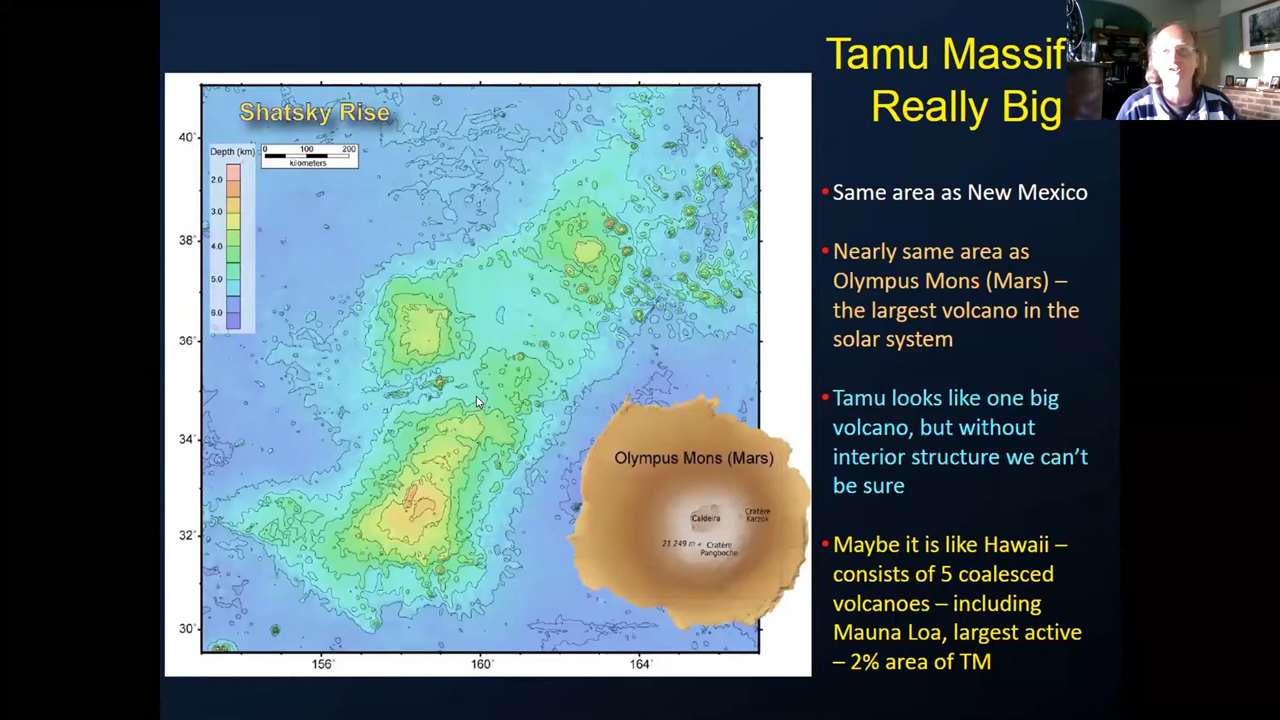 Tamu Massif
Really Big
Shatsky Rise
Depth (km)
0 100 200
kilometers
2.0
3.0
4.0
5.0
6.0
40°
38°
36°
34°
32°
30°
156°
160°
164°
Olympus Mons (Mars)
Caldeira
Cratère
Karzok
21 249 m
Cratère
Pangboche
• Same area as New Mexico
• Nearly same area as
Olympus Mons (Mars) –
the largest volcano in the
solar system
• Tamu looks like one big
volcano, but without
interior structure we can't
be sure
• Maybe it is like Hawaii –
consists of 5 coalesced
volcanoes – including
Mauna Loa, largest active
– 2% area of TM